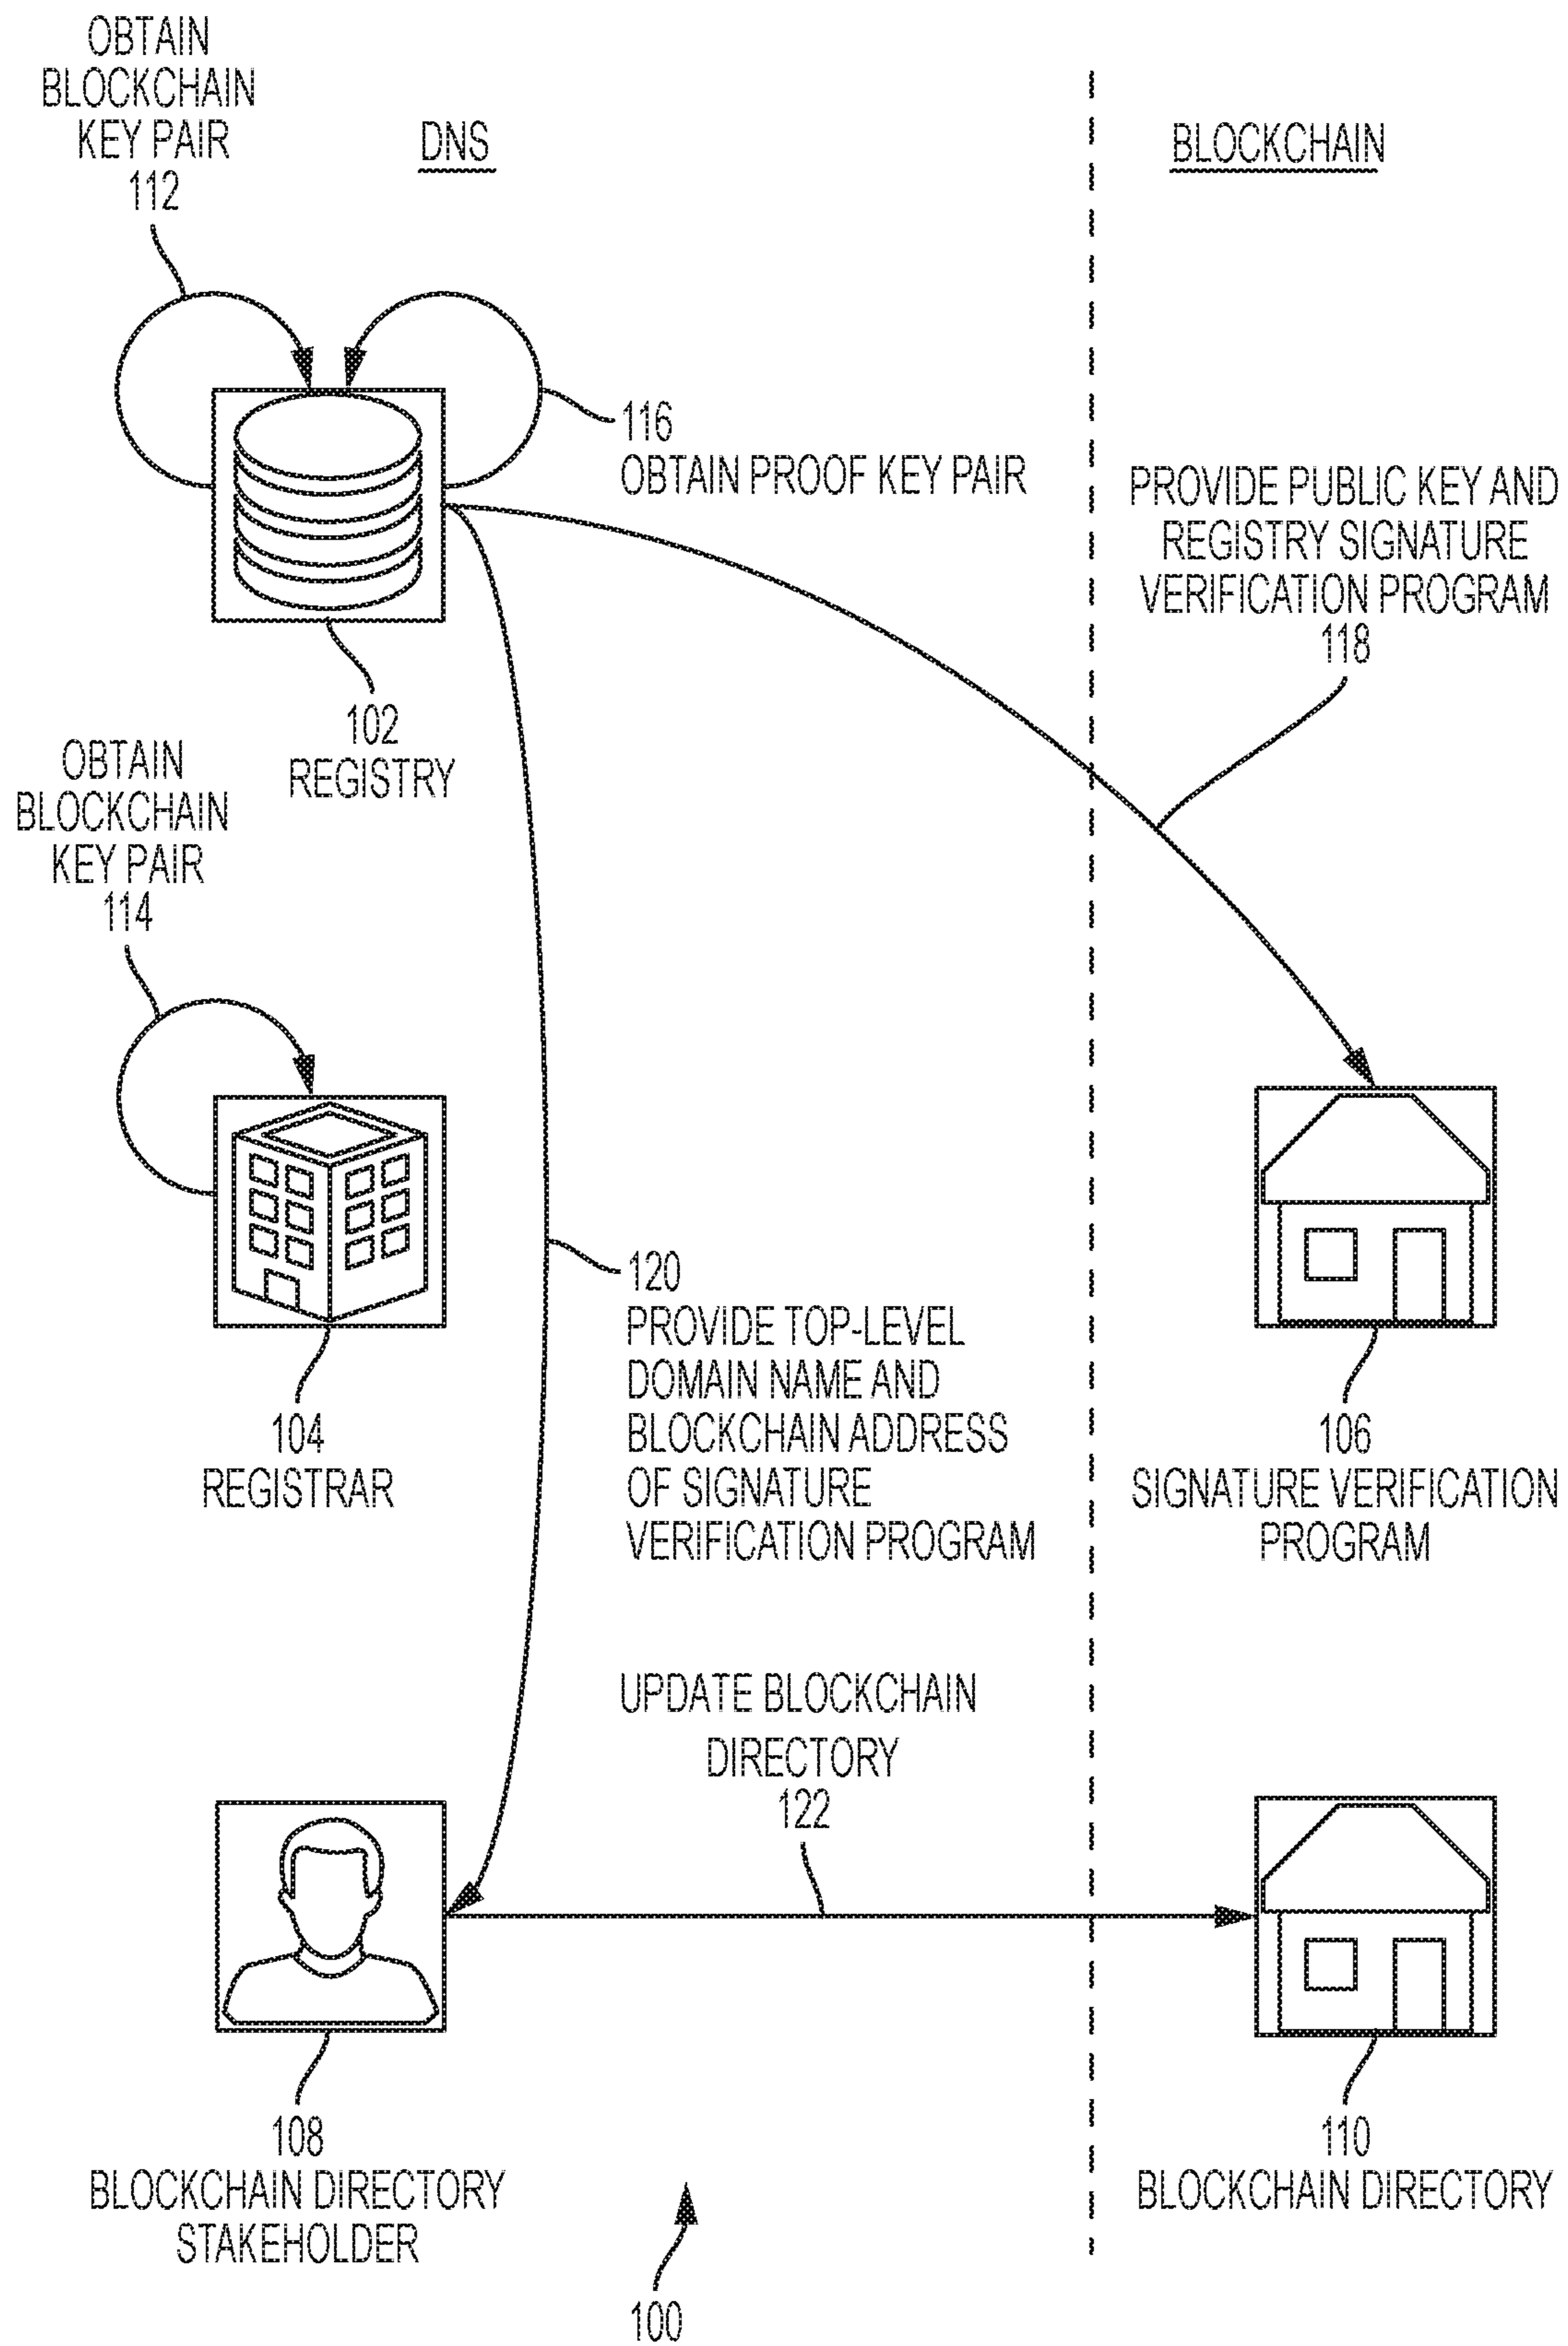 OBTAIN
BLOCKCHAIN
KEY PAIR
112
DNS
BLOCKCHAIN
116
OBTAIN PROOF KEY PAIR
PROVIDE PUBLIC KEY AND
REGISTRY SIGNATURE
VERIFICATION PROGRAM
118
102
REGISTRY
OBTAIN
BLOCKCHAIN
KEY PAIR
114
104
REGISTRAR
120
PROVIDE TOP-LEVEL
DOMAIN NAME AND
BLOCKCHAIN ADDRESS
OF SIGNATURE
VERIFICATION PROGRAM
106
SIGNATURE VERIFICATION
PROGRAM
UPDATE BLOCKCHAIN
DIRECTORY
122
108
BLOCKCHAIN DIRECTORY
STAKEHOLDER
110
BLOCKCHAIN DIRECTORY
100